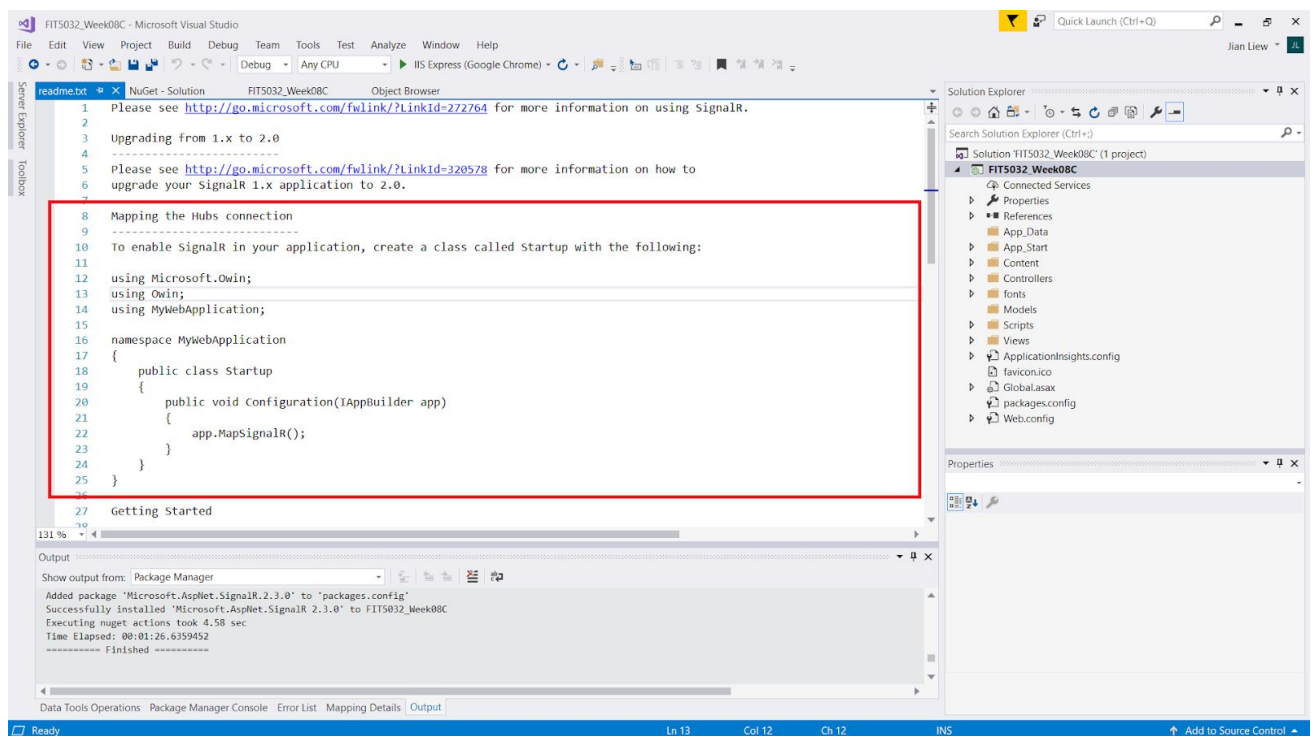 FIT5032_Week08C - Microsoft Visual Studio
Quick Launch (Ctrl+Q)
File Edit View Project Build Debug Team Tools Test Analyze Window Help
Jian Liew JL
Debug Any CPU IIS Express (Google Chrome)
Server Explorer
Toolbox
readme.txt NuGet - Solution FIT5032_Week08C Object Browser
1 Please see http://go.microsoft.com/fwlink/?LinkId=272764 for more information on using SignalR.
2
3 Upgrading from 1.x to 2.0
4 -------------------------
5 Please see http://go.microsoft.com/fwlink/?LinkId=320578 for more information on how to
6 upgrade your SignalR 1.x application to 2.0.
7
8 Mapping the Hubs connection
9 ----------------------------
10 To enable SignalR in your application, create a class called Startup with the following:
11
12 using Microsoft.Owin;
13 using Owin;
14 using MyWebApplication;
15
16 namespace MyWebApplication
17 {
18 public class Startup
19 {
20 public void Configuration(IAppBuilder app)
21 {
22 app.MapSignalR();
23 }
24 }
25 }
26
27 Getting Started
28
131 %
Output
Show output from: Package Manager
Added package 'Microsoft.AspNet.SignalR.2.3.0' to 'packages.config'
Successfully installed 'Microsoft.AspNet.SignalR 2.3.0' to FIT5032_Week08C
Executing nuget actions took 4.58 sec
Time Elapsed: 00:01:26.6359452
========== Finished ==========
Data Tools Operations Package Manager Console Error List Mapping Details Output
Solution Explorer
Search Solution Explorer (Ctrl+;)
Solution 'FIT5032_Week08C' (1 project)
FIT5032_Week08C
Connected Services
Properties
References
App_Data
App_Start
Content
Controllers
fonts
Models
Scripts
Views
ApplicationInsights.config
favicon.ico
Global.asax
packages.config
Web.config
Properties
Ready Ln 13 Col 12 Ch 12 INS Add to Source Control